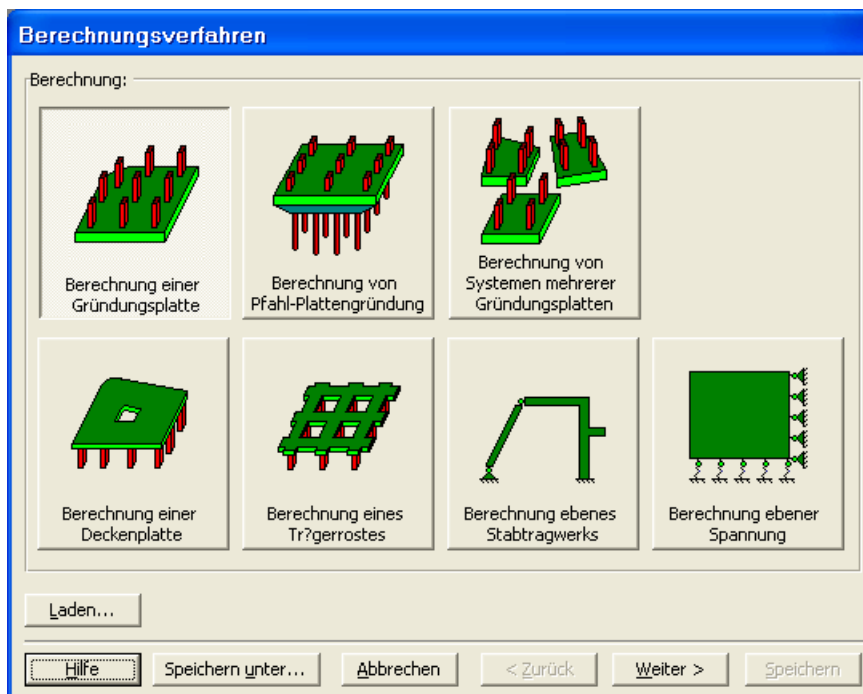 Berechnungsverfahren
Berechnung:
Berechnung einer
Gründungsplatte
Berechnung von
Pfahl-Plattengründung
Berechnung von
Systemen mehrerer
Gründungsplatten
Berechnung einer
Deckenplatte
Berechnung eines
Tr?gerrostes
Berechnung ebenes
Stabtragwerks
Berechnung ebener
Spannung
Laden...
Hilfe
Speichern unter...
Abbrechen
< Zurück
Weiter >
Speichern